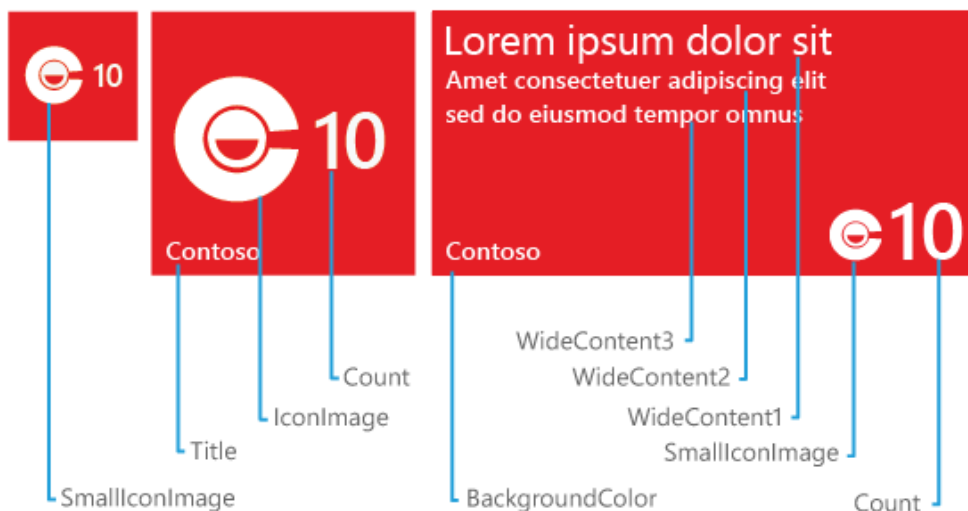 10
10
Contoso
Lorem ipsum dolor sit
Amet consectetuer adipiscing elit
sed do eiusmod tempor omnus
Contoso
10
WideContent3
Count
WideContent2
IconImage
WideContent1
Title
SmallIconImage
SmallIconImage
BackgroundColor
Count